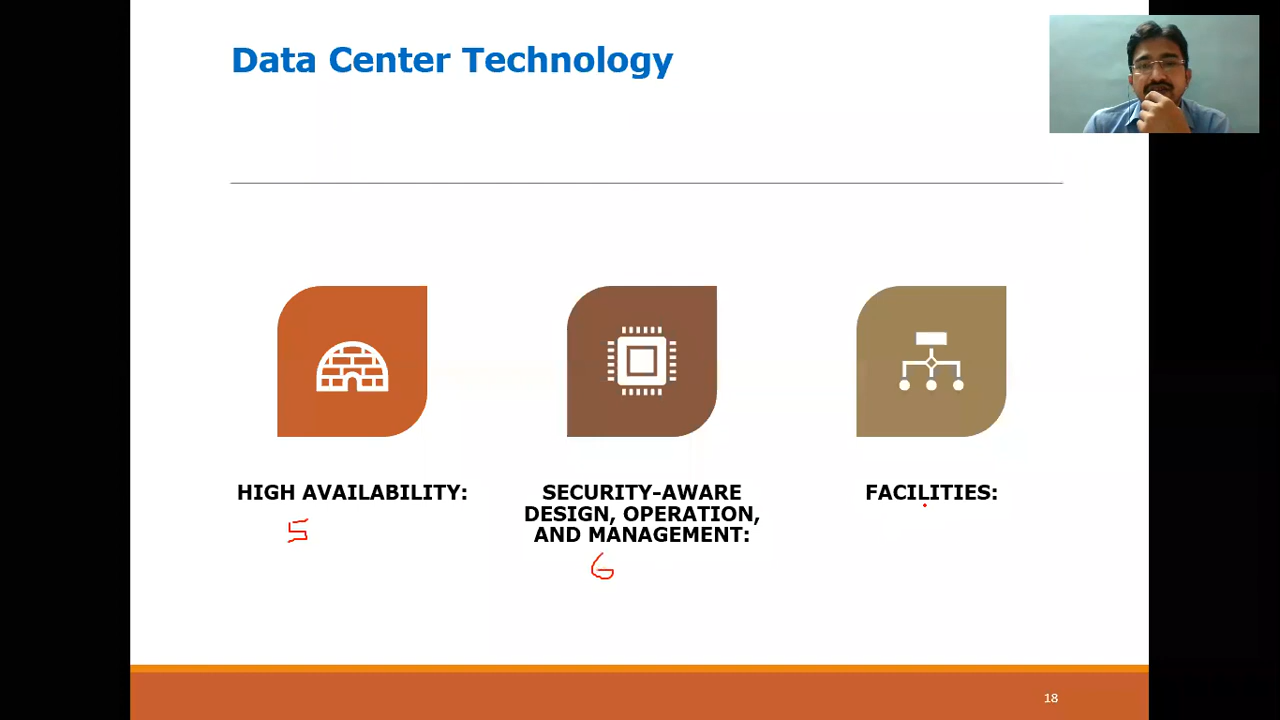 Data Center Technology
HIGH AVAILABILITY:
5
SECURITY-AWARE
DESIGN, OPERATION,
AND MANAGEMENT:
6
FACILITIES:
18